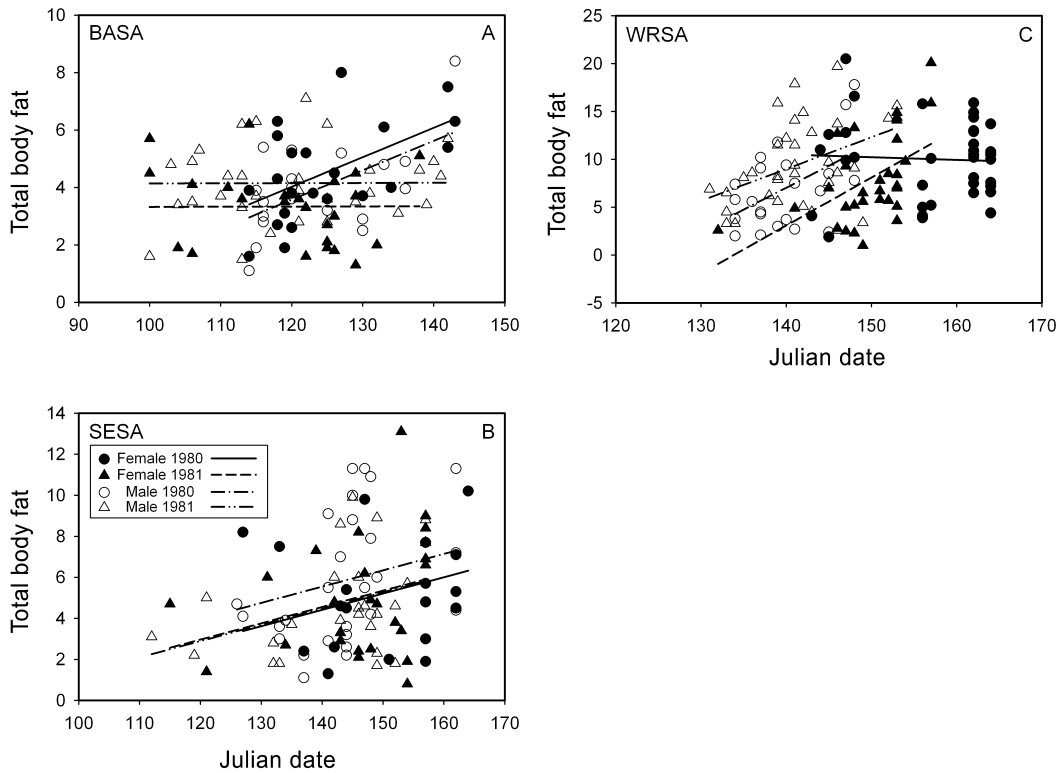 BASA
A
Total body fat
10
8
6
4
2
0
90
100
110
120
130
140
150
WRSA
C
Total body fat
25
20
15
10
5
0
-5
120
130
140
150
160
170
Julian date
SESA
B
Female 1980
Female 1981
Male 1980
Male 1981
Total body fat
14
12
10
8
6
4
2
0
100
110
120
130
140
150
160
170
Julian date